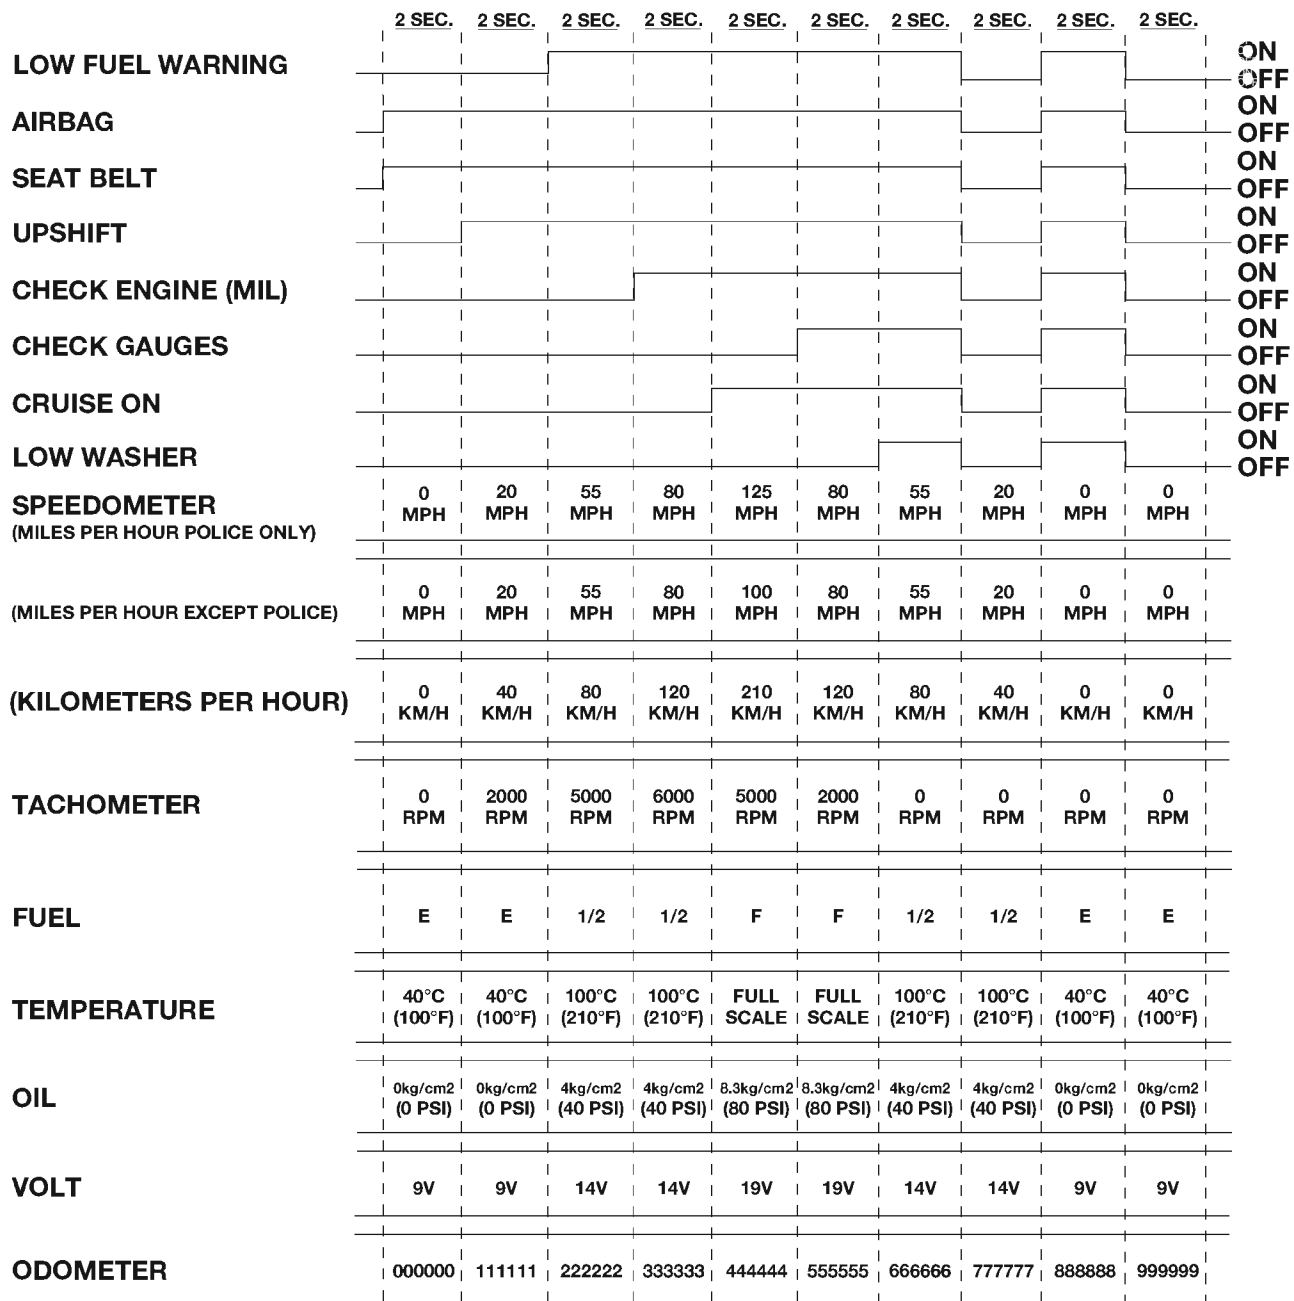 2 SEC. 2 SEC. 2 SEC. 2 SEC. 2 SEC. 2 SEC. 2 SEC. 2 SEC. 2 SEC. 2 SEC.
LOW FUEL WARNING ON
OFF
AIRBAG ON
OFF
SEAT BELT ON
OFF
UPSHIFT ON
OFF
CHECK ENGINE (MIL) ON
OFF
CHECK GAUGES ON
OFF
CRUISE ON ON
OFF
LOW WASHER ON
OFF
SPEEDOMETER 0 20 55 80 125 80 55 20 0 0
MPH MPH MPH MPH MPH MPH MPH MPH MPH MPH
(MILES PER HOUR POLICE ONLY)
0 20 55 80 100 80 55 20 0 0
(MILES PER HOUR EXCEPT POLICE) MPH MPH MPH MPH MPH MPH MPH MPH MPH MPH
(KILOMETERS PER HOUR) 0 40 80 120 210 120 80 40 0 0
KM/H KM/H KM/H KM/H KM/H KM/H KM/H KM/H KM/H KM/H
TACHOMETER 0 2000 5000 6000 5000 2000 0 0 0 0
RPM RPM RPM RPM RPM RPM RPM RPM RPM RPM
FUEL E E 1/2 1/2 F F 1/2 1/2 E E
TEMPERATURE 40°C 40°C 100°C 100°C FULL FULL 100°C 100°C 40°C 40°C
(100°F) (100°F) (210°F) (210°F) SCALE SCALE (210°F) (210°F) (100°F) (100°F)
OIL 0kg/cm2 0kg/cm2 4kg/cm2 4kg/cm2 8.3kg/cm2 8.3kg/cm2 4kg/cm2 4kg/cm2 0kg/cm2 0kg/cm2
(0 PSI) (0 PSI) (40 PSI) (40 PSI) (80 PSI) (80 PSI) (40 PSI) (40 PSI) (0 PSI) (0 PSI)
VOLT 9V 9V 14V 14V 19V 19V 14V 14V 9V 9V
ODOMETER 000000 111111 222222 333333 444444 555555 666666 777777 888888 999999